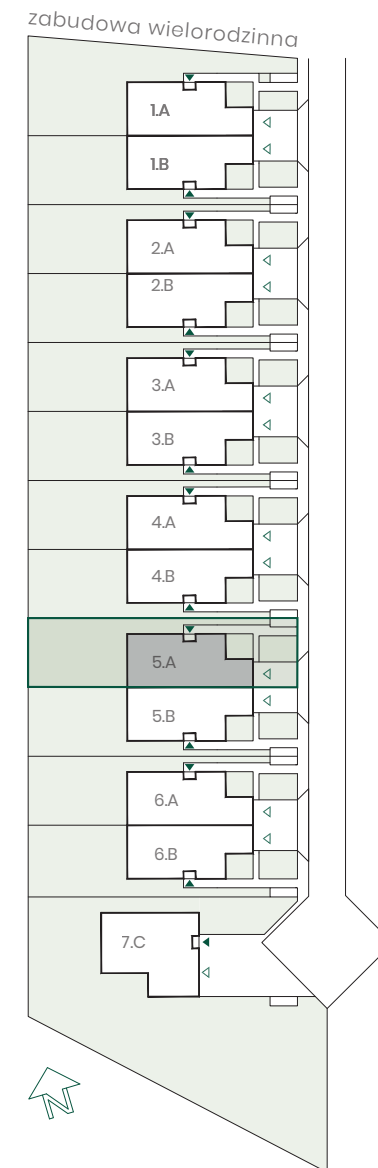 zabudowa wielorodzinna
1.A
1.B
2.A
2.B
3.A
3.B
4.A
4.B
5.A
5.B
6.A
6.B
7.C
N